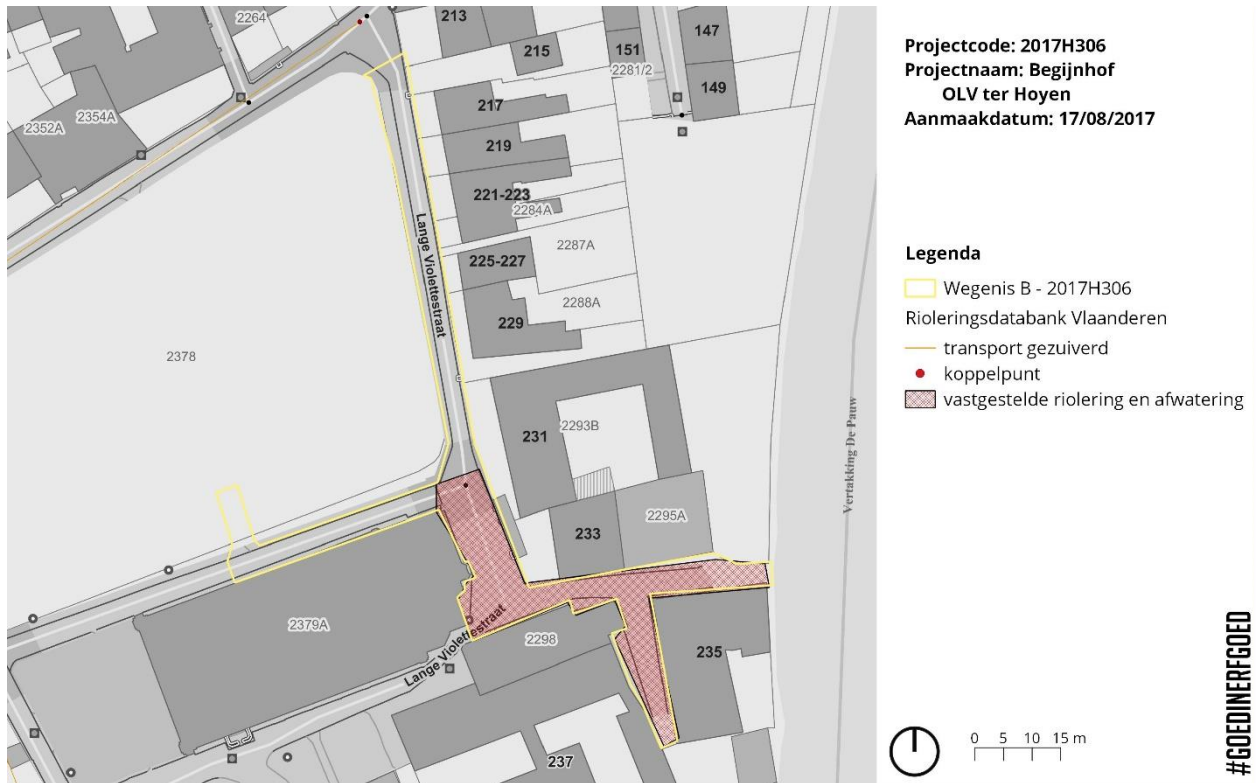 2264
213
215
151
2281/2
147
149
2354A
2352A
217
219
221-223
2284A
Lange Violettestraat
2287A
225-227
2288A
229
2378
231
2293B
Vertakking De Pauw
233
2295A
2379A
Lange Violettestraat
2298
235
237
Projectcode: 2017H306
Projectnaam: Begijnhof
OLV ter Hoyen
Aanmaakdatum: 17/08/2017
Legenda
Wegenis B - 2017H306
Rioleringsdatabank Vlaanderen
transport gezuiverd
koppelpunt
vastgestelde riolering en afwatering
0 5 10 15 m
#GOEDINERFGOED